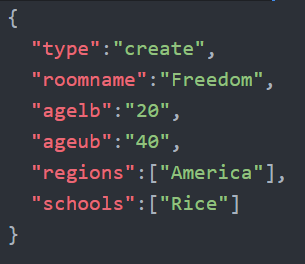 {
"type":"create",
"roomname":"Freedom",
"agelb":"20",
"ageub":"40",
"regions":["America"],
"schools":["Rice"]
}